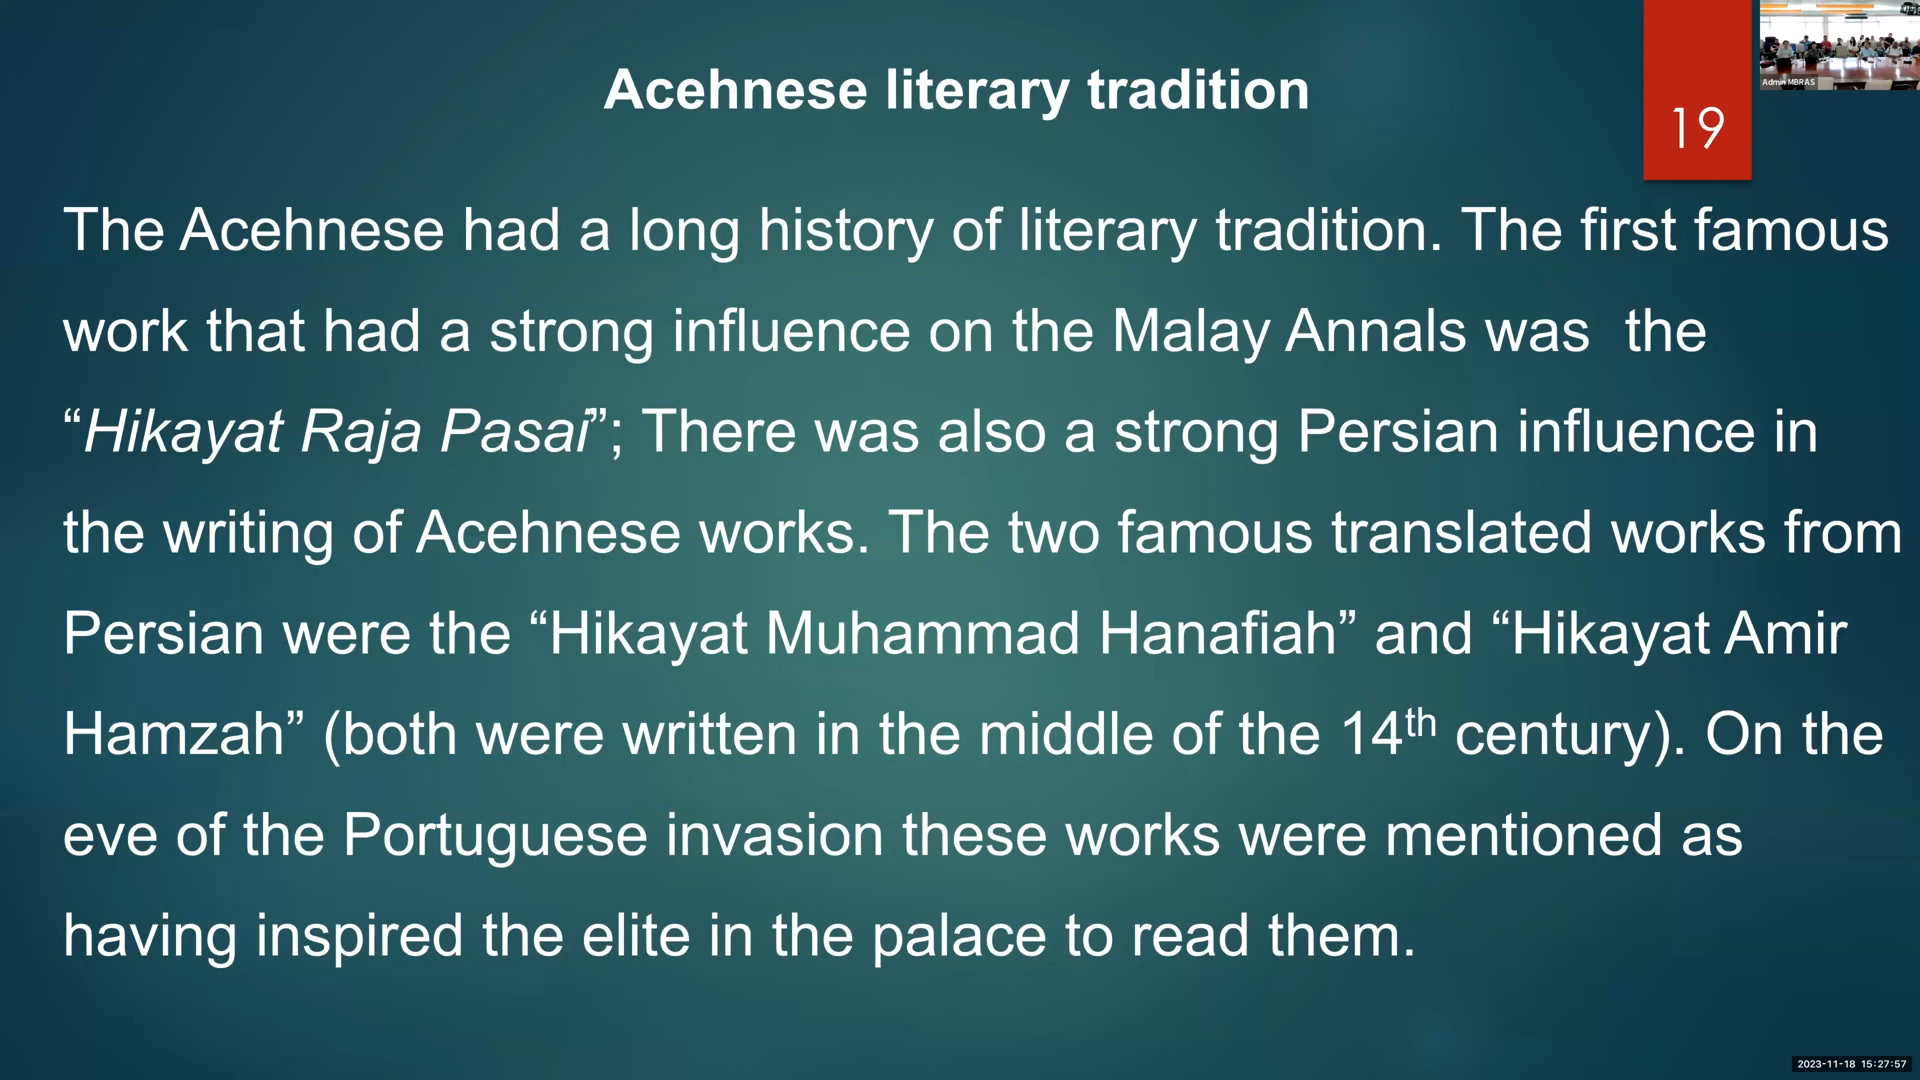 Acehnese literary tradition
19
Admin MBRAS
The Acehnese had a long history of literary tradition. The first famous
work that had a strong influence on the Malay Annals was  the
“Hikayat Raja Pasai”; There was also a strong Persian influence in
the writing of Acehnese works. The two famous translated works from
Persian were the “Hikayat Muhammad Hanafiah” and “Hikayat Amir
Hamzah” (both were written in the middle of the 14th century). On the
eve of the Portuguese invasion these works were mentioned as
having inspired the elite in the palace to read them.
2023-11-18 15:27:57